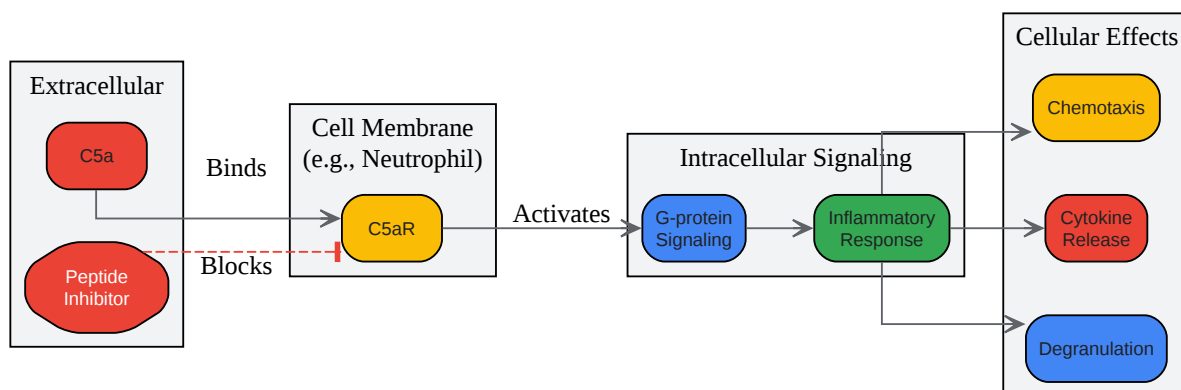 Extracellular
C5a
Peptide
Inhibitor
Binds
Blocks
Cell Membrane
(e.g., Neutrophil)
C5aR
Activates
Intracellular Signaling
G-protein
Signaling
Inflammatory
Response
Cellular Effects
Chemotaxis
Cytokine
Release
Degranulation